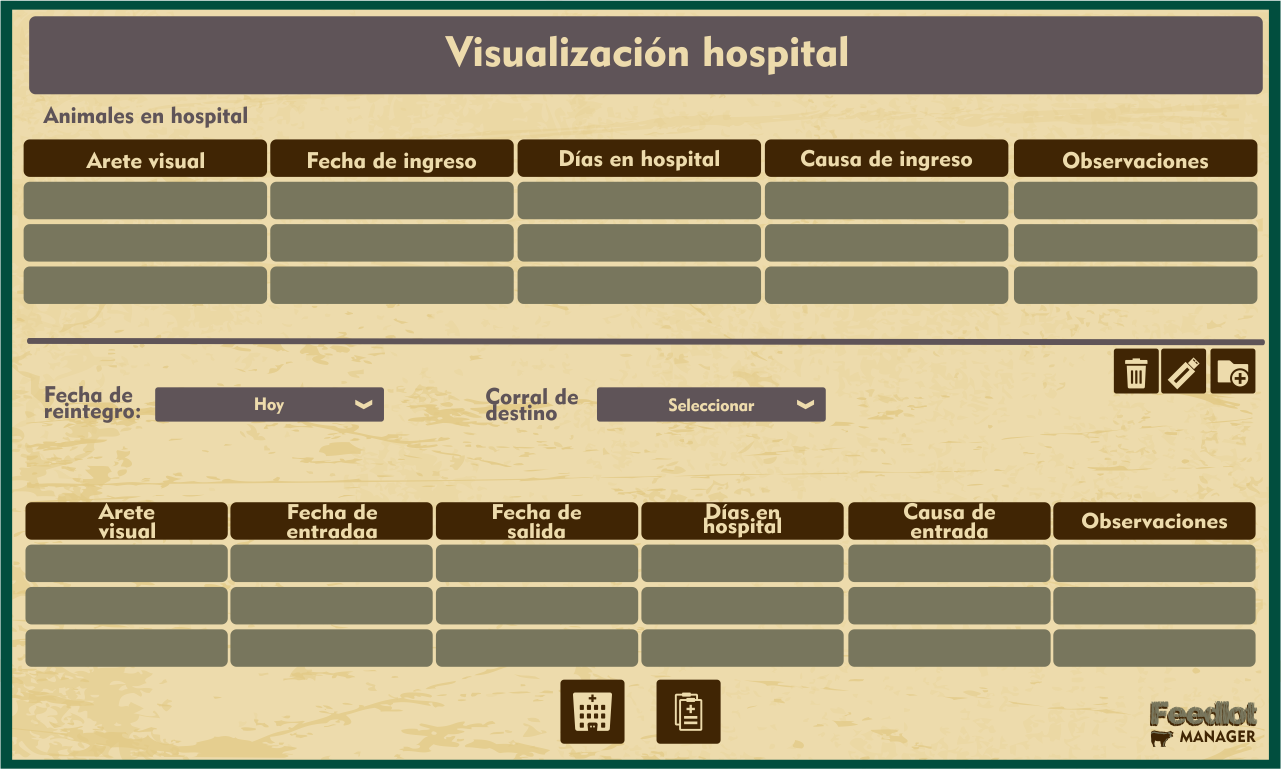 Visualización hospital
Animales en hospital
Arete visual
Fecha de ingreso
Días en hospital
Causa de ingreso
Observaciones
Fecha de
reintegro:
Hoy
Corral de
destino
Seleccionar
Arete
visual
Fecha de
entradaa
Fecha de
salida
Días en
hospital
Causa de
entrada
Observaciones
Feedlot
MANAGER